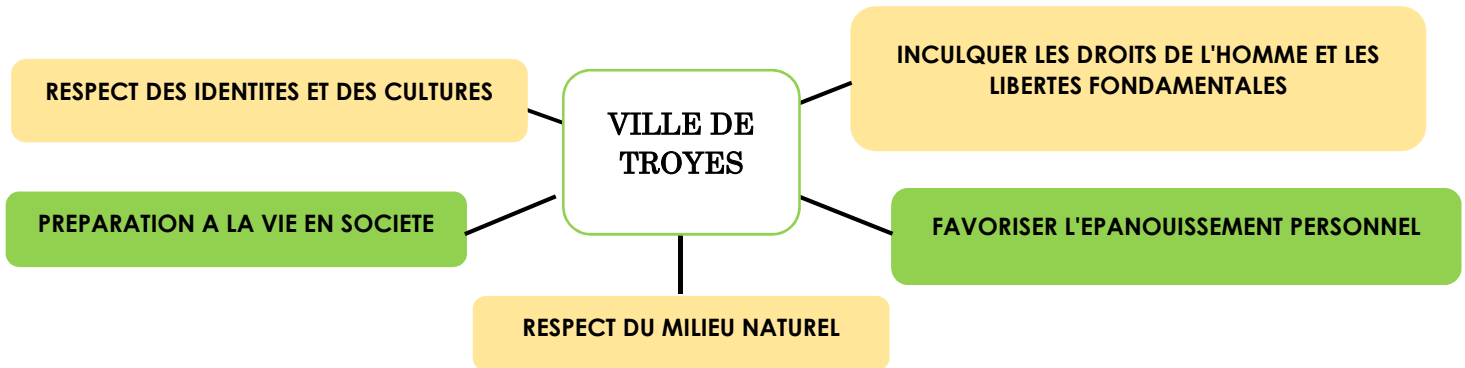 INCULQUER LES DROITS DE L'HOMME ET LES
LIBERTES FONDAMENTALES
RESPECT DES IDENTITES ET DES CULTURES
VILLE DE
TROYES
PREPARATION A LA VIE EN SOCIETE
FAVORISER L'EPANOUISSEMENT PERSONNEL
RESPECT DU MILIEU NATUREL